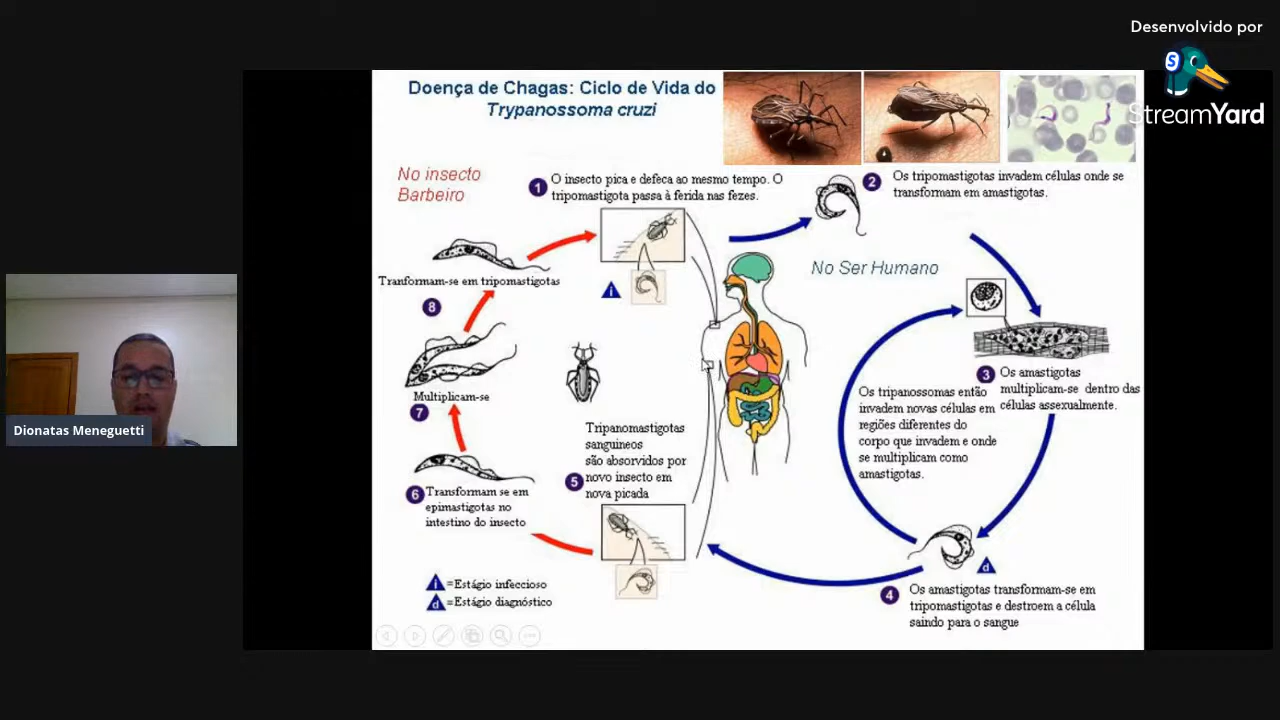 Desenvolvido por
S
StreamYard
Doença de Chagas: Ciclo de Vida do
Trypanossoma cruzi
No insecto
Barbeiro
1
O insecto pica e defeca ao mesmo tempo. O
tripomastigota passa à ferida nas fezes.
2
Os tripomastigotas invadem células onde se
transformam em amastigotas.
No Ser Humano
3
Os amastigotas
multiplicam-se dentro das
células assexualmente.
Os tripanossomas então
invadem novas células em
regiões diferentes do
corpo que invadem e onde
se multiplicam como
amastigotas.
d
4
Os amastigotas transformam-se em
tripomastigotas e destroem a célula
saindo para o sangue
5
Tripanomastigotas
sanguineos
são absorvidos por
novo insecto em
nova picada
6
Transformam se em
epimastigotas no
intestino do insecto
Multiplicam-se
7
Tranformam-se em tripomastigotas
8
i
i =Estágio infeccioso
d =Estágio diagnóstico
Dionatas Meneguetti